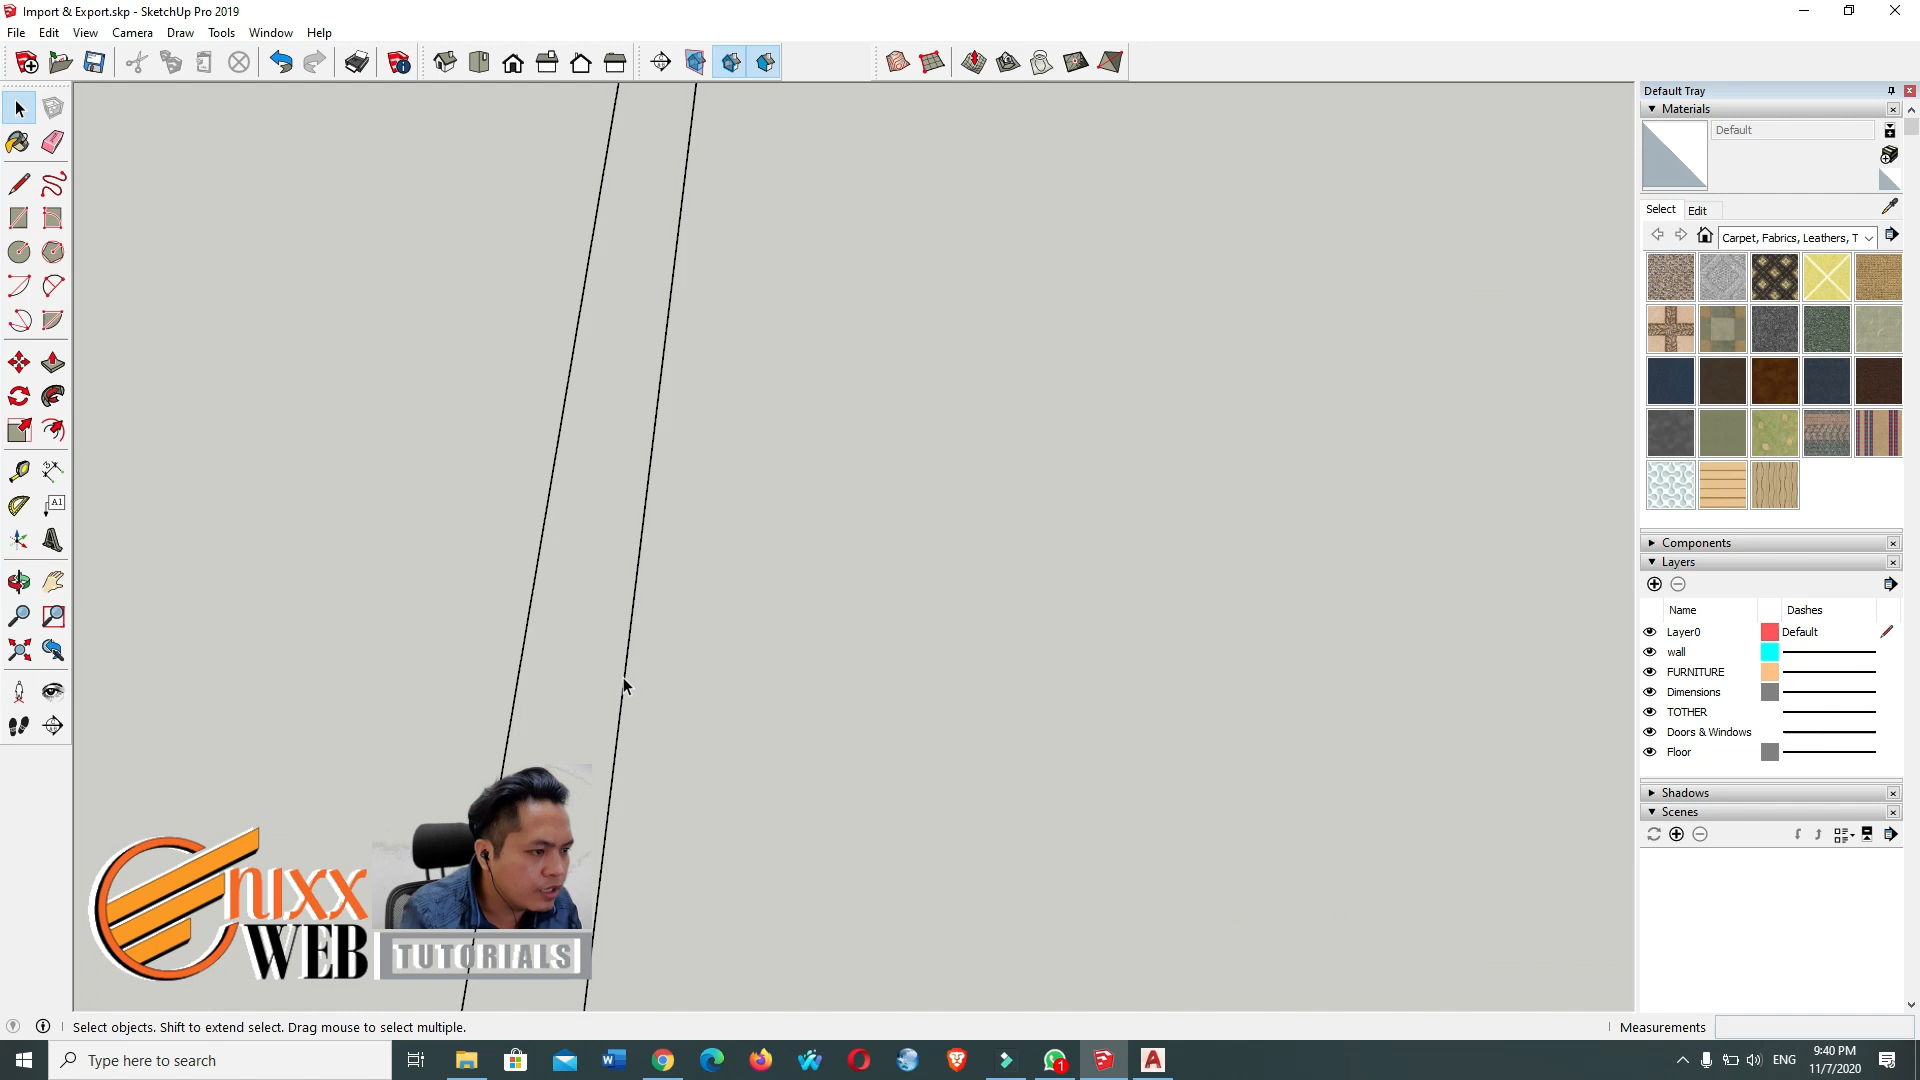 Import & Export.skp - SketchUp Pro 2019
File Edit View Camera Draw Tools Window Help
Default Tray
Materials
Default
Select Edit
Carpet, Fabrics, Leathers, T
A1
Components
Layers
Name Dashes
Layer0 Default
wall
FURNITURE
Dimensions
TOTHER
Doors & Windows
Floor
Shadows
Scenes
NIXX
WEB
TUTORIALS
Select objects. Shift to extend select. Drag mouse to select multiple.
Measurements
Type here to search
1
ENG
9:40 PM
11/7/2020